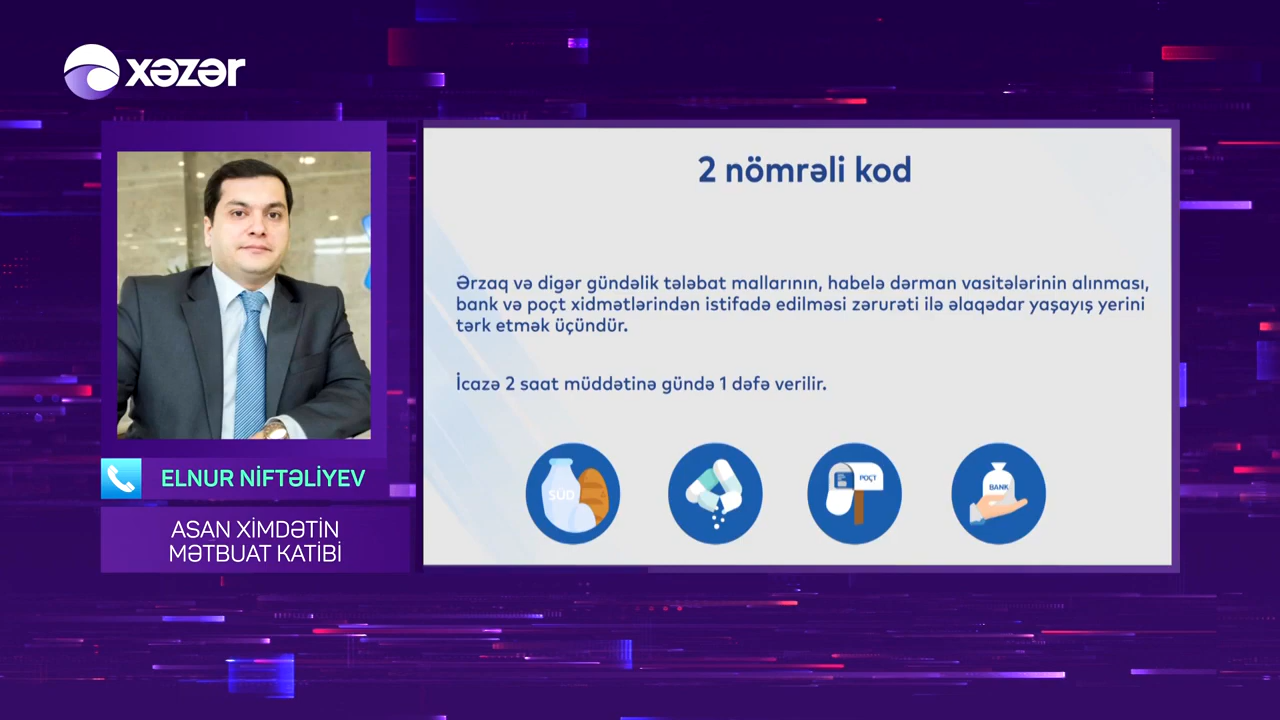 xəzər
2 nömrəli kod
Ərzaq və digər gündəlik tələbat mallarının, habelə dərman vasitələrinin alınması,
bank və poçt xidmətlərindən istifadə edilməsi zərurəti ilə əlaqədar yaşayış yerini
tərk etmək üçündür.
İcazə 2 saat müddətinə gündə 1 dəfə verilir.
SÜD
POÇT
BANK
ELNUR NİFTƏLİYEV
ASAN XİMDƏTİN
MƏTBUAT KATİBİ